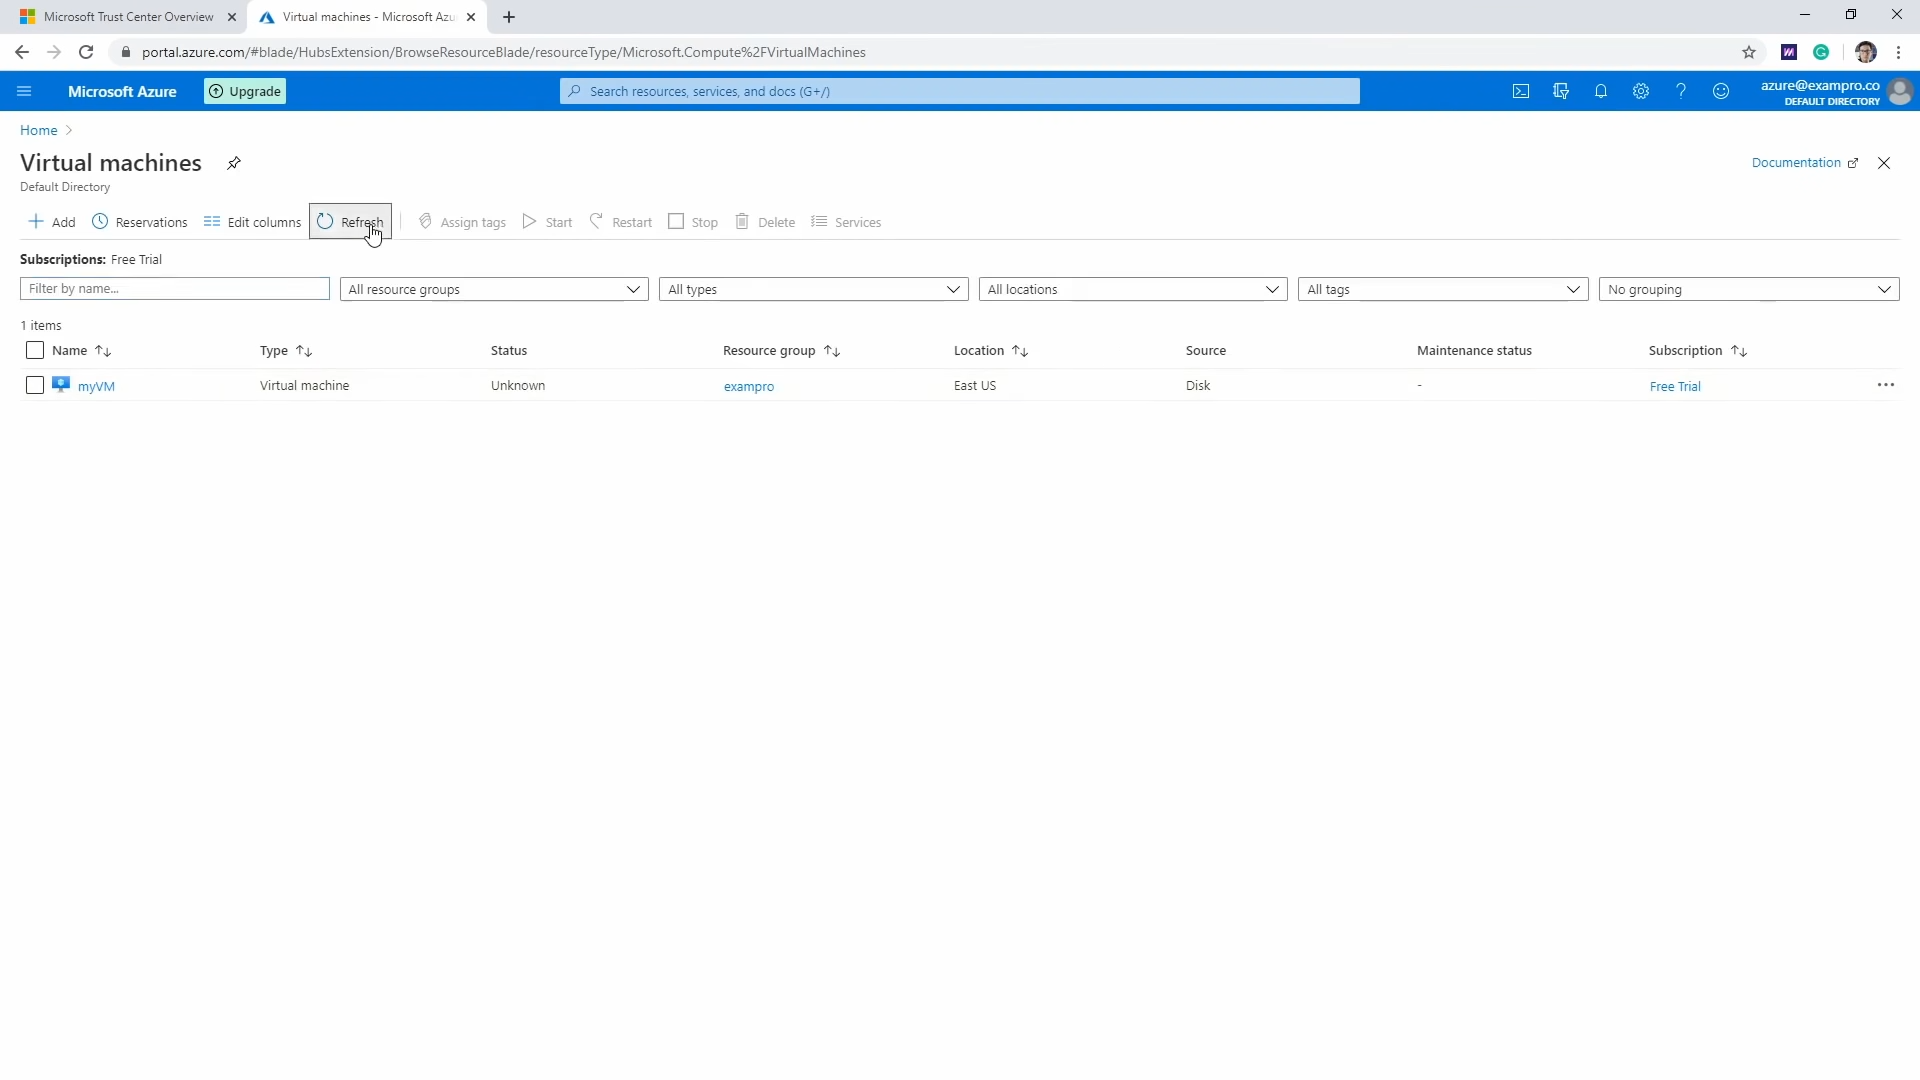 Microsoft Trust Center Overview
Virtual machines - Microsoft Azu
portal.azure.com/#blade/HubsExtension/BrowseResourceBlade/resourceType/Microsoft.Compute%2FVirtualMachines
Microsoft Azure
Upgrade
Search resources, services, and docs (G+/)
azure@exampro.co
DEFAULT DIRECTORY
Home
Virtual machines
Documentation
Default Directory
Add Reservations Edit columns Refresh Assign tags Start Restart Stop Delete Services
Subscriptions: Free Trial
Filter by name... All resource groups All types All locations All tags No grouping
1 items
Name Type Status Resource group Location Source Maintenance status Subscription
myVM Virtual machine Unknown exampro East US Disk - Free Trial